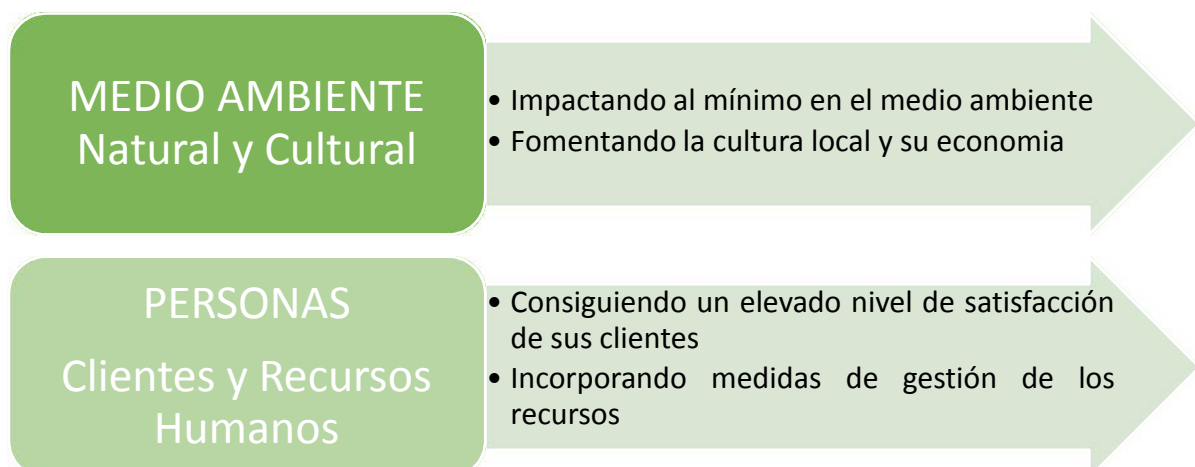 MEDIO AMBIENTE
Natural y Cultural
• Impactando al mínimo en el medio ambiente
• Fomentando la cultura local y su economia
PERSONAS
Clientes y Recursos
Humanos
• Consiguiendo un elevado nivel de satisfacción
de sus clientes
• Incorporando medidas de gestión de los
recursos